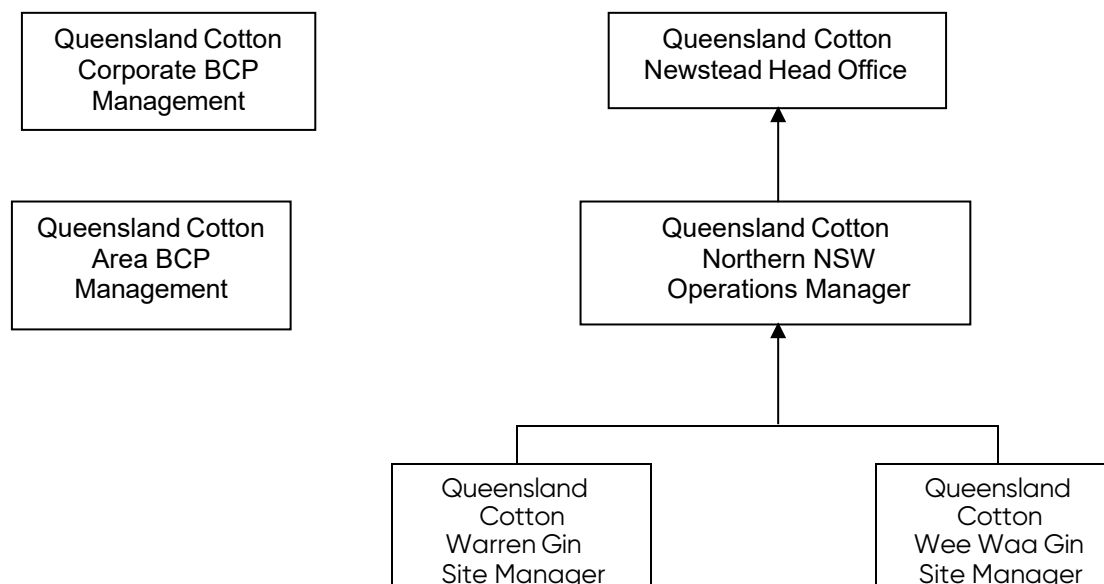 Queensland Cotton
Corporate BCP
Management
Queensland Cotton
Newstead Head Office
Queensland Cotton
Area BCP
Management
Queensland Cotton
Northern NSW
Operations Manager
Queensland
Cotton
Warren Gin
Site Manager
Queensland
Cotton
Wee Waa Gin
Site Manager